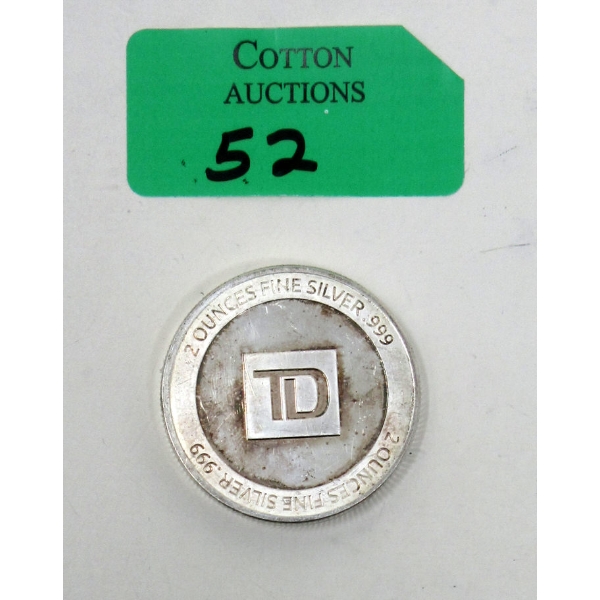 COTTON
AUCTIONS
52
2 OUNCES FINE SILVER .999
TD
2 OUNCES FINE SILVER .999